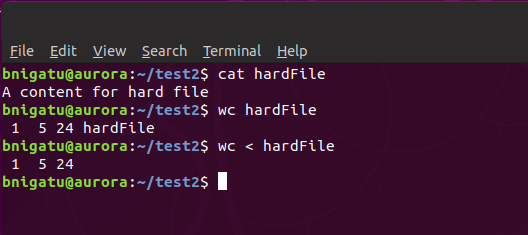 File Edit View Search Terminal Help
bnigatu@aurora:~/test2$ cat hardFile
A content for hard file
bnigatu@aurora:~/test2$ wc hardFile
 1  5 24 hardFile
bnigatu@aurora:~/test2$ wc < hardFile
 1  5 24
bnigatu@aurora:~/test2$